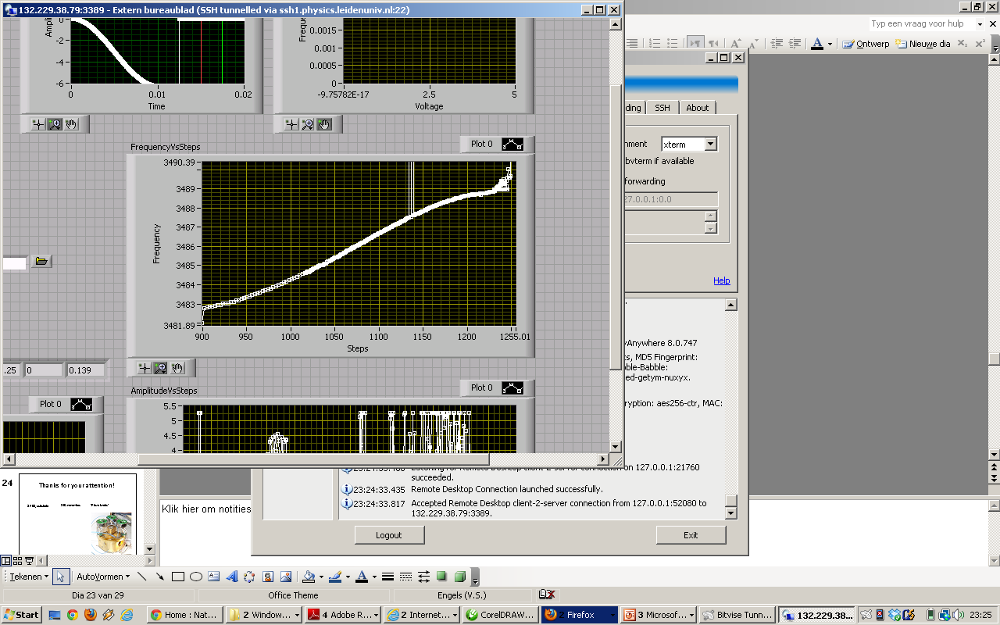 132.229.38.79:3389 - Extern bureaublad (SSH tunnelled via ssh1.physics.leidenuniv.nl:22)
Typ een vraag voor hulp
Ontwerp
Nieuwe dia
Ampli
0
-2
-4
-6
0
0.01
0.02
Time
Freque
0.0015
0.001
0.0005
0
-9.75782E-17
2.5
5
Voltage
ding
SSH
About
nment
xterm
bvterm if available
forwarding
27.0.0.1:0.0
Help
FrequencyVsSteps
Plot 0
3490.39
3489
3488
3487
3486
3485
3484
3483
3481.89
Frequency
900
950
1000
1050
1100
1150
1200
1255.01
Steps
.25
0
0.139
Plot 0
AmplitudeVsSteps
Plot 0
5.5
5
4.5
4
yAnywhere 8.0.747
ts, MD5 Fingerprint:
ble-Babble:
ed-getym-nuxyx.
ryption: aes256-ctr, MAC:
Listening for Remote Desktop client-2-server connection on 127.0.0.1:21760
succeeded.
23:24:33.435 Remote Desktop Connection launched successfully.
23:24:33.817 Accepted Remote Desktop client-2-server connection from 127.0.0.1:52080 to
132.229.38.79:3389.
Logout
Exit
24
Thanks for your attention!
Klik hier om notities
Tekenen
AutoVormen
Dia 23 van 29
Office Theme
Engels (V.S.)
Start
Home : Nat...
2 Window...
4 Adobe R...
2 Internet...
CorelDRAW...
2 Firefox
3 Microsof...
Bitvise Tunn...
132.229.38...
23:25